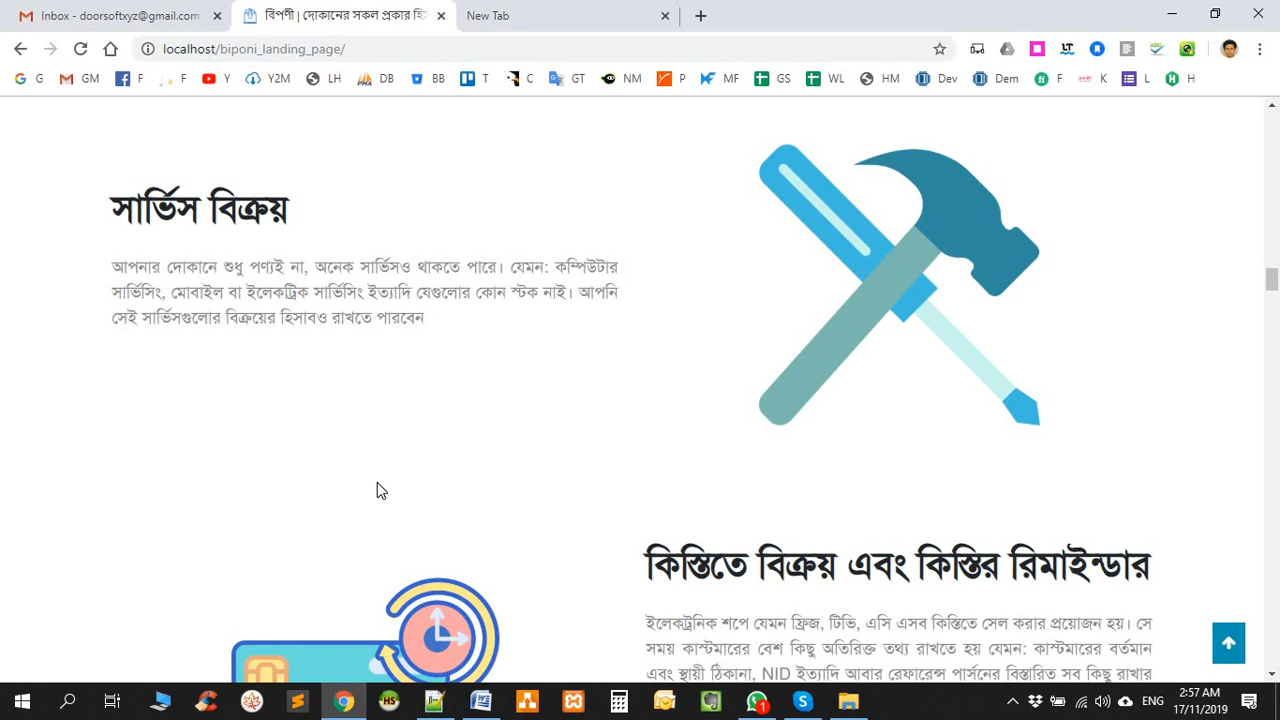 Inbox - doorsoftxyz@gmail.com
বিপণী | দোকানের সকল প্রকার হি
New Tab
localhost/biponi_landing_page/
G GM F F Y Y2M LH DB BB T C GT NM P MF GS WL HM Dev Dem F K L H
সার্ভিস বিক্রয়
আপনার দোকানে শুধু পণ্যই না, অনেক সার্ভিসও থাকতে পারে। যেমন: কম্পিউটার
সার্ভিসিং, মোবাইল বা ইলেকট্রিক সার্ভিসিং ইত্যাদি যেগুলোর কোন স্টক নাই। আপনি
সেই সার্ভিসগুলোর বিক্রয়ের হিসাবও রাখতে পারবেন
কিস্তিতে বিক্রয় এবং কিস্তির রিমাইন্ডার
ইলেকট্রনিক শপে যেমন ফ্রিজ, টিভি, এসি এসব কিস্তিতে সেল করার প্রয়োজন হয়। সে
সময় কাস্টমারের বেশ কিছু অতিরিক্ত তথ্য রাখতে হয় যেমন: কাস্টমারের বর্তমান
এবং স্থায়ী ঠিকানা, NID ইত্যাদি আবার রেফারেন্স পার্সনের বিস্তারিত সব কিছু রাখার
ENG
2:57 AM
17/11/2019